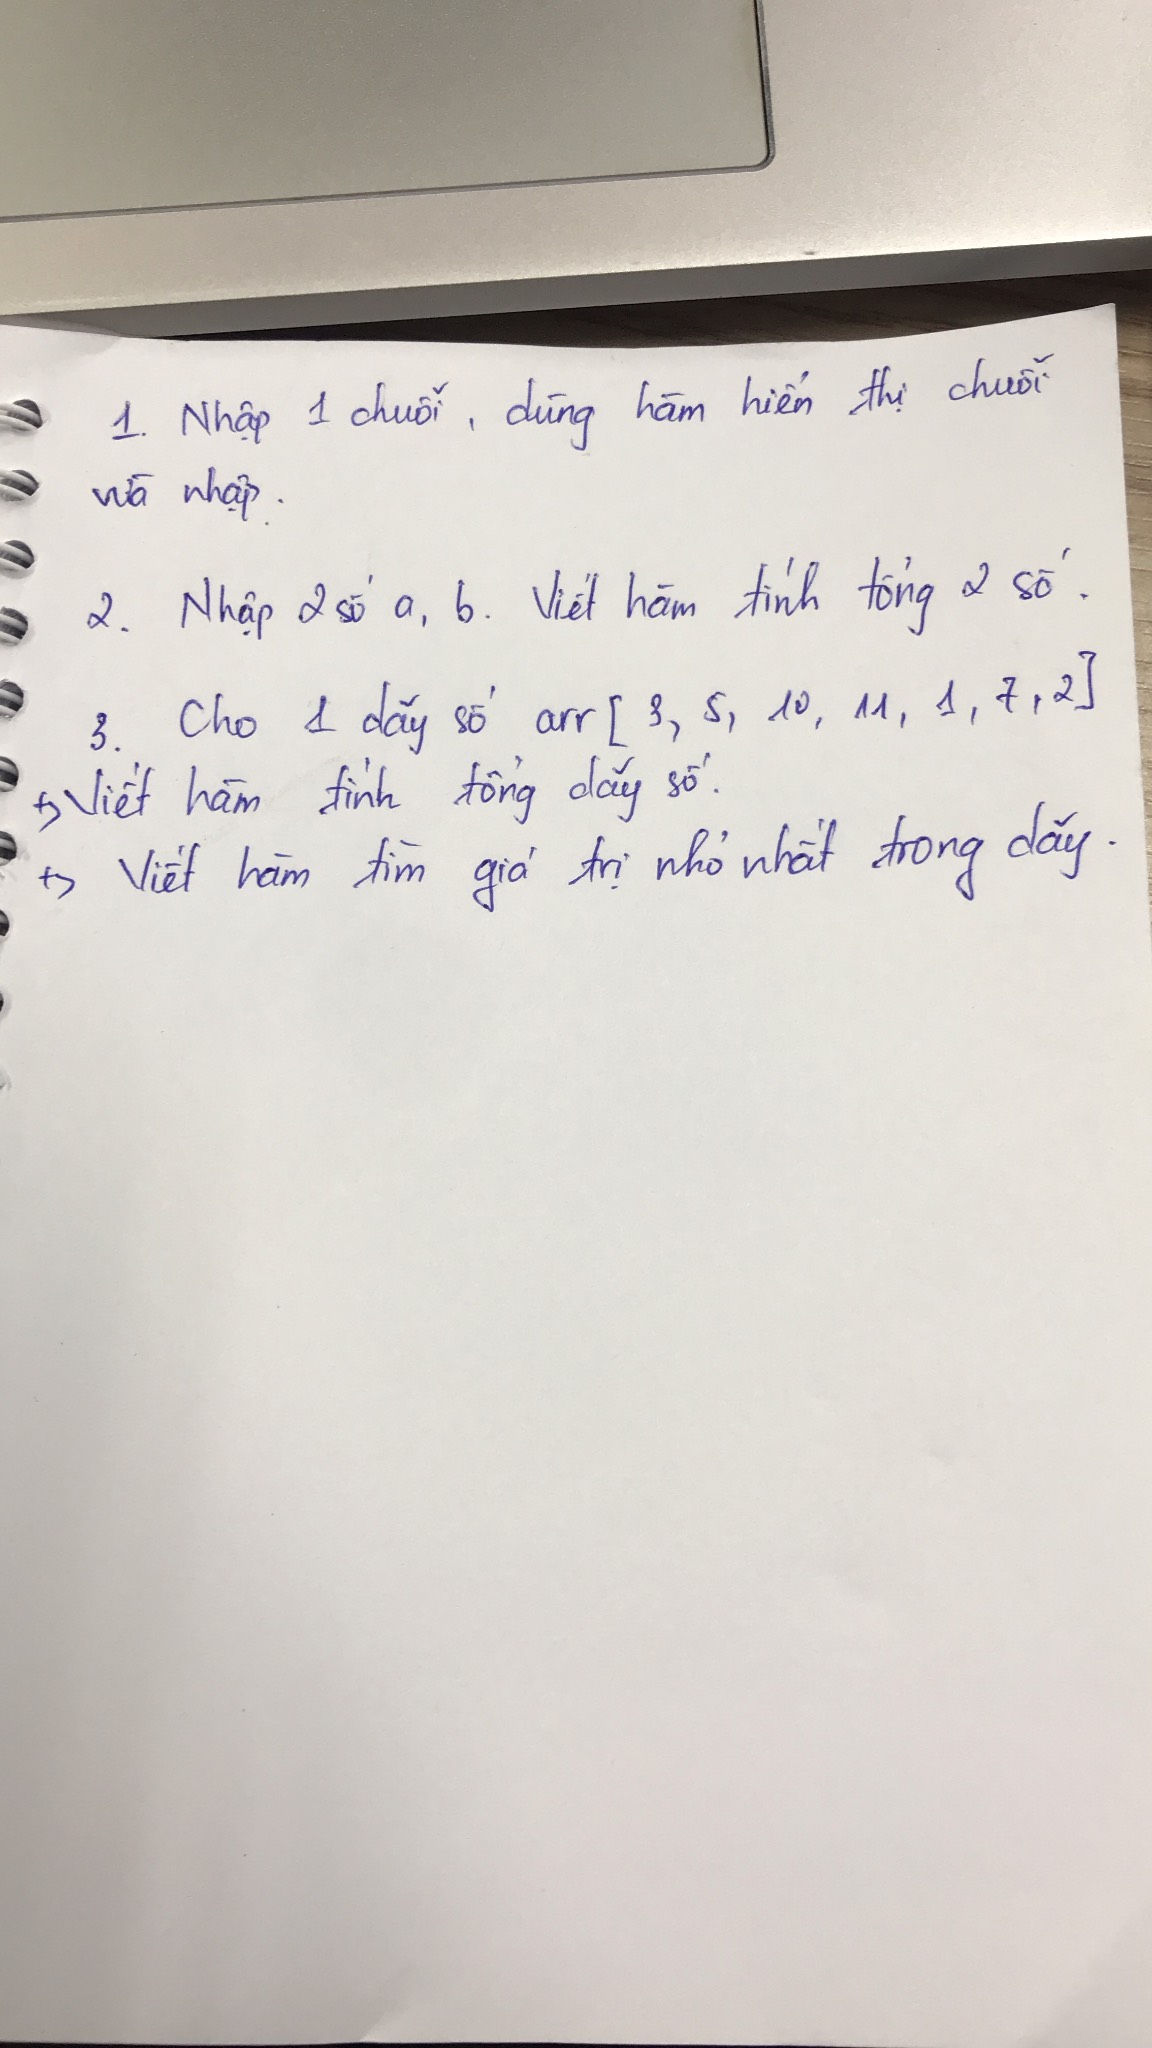 1. Nhập 1 chuỗi, dùng hàm hiển thị chuỗi
vừa nhập.
2. Nhập 2 số a, b. Viết hàm tính tổng 2 số.
3. Cho 1 dãy số arr [3, 5, 10, 11, 1, 7, 2]
↪ Viết hàm tính tổng dãy số.
↪ Viết hàm tìm giá trị nhỏ nhất trong dãy.